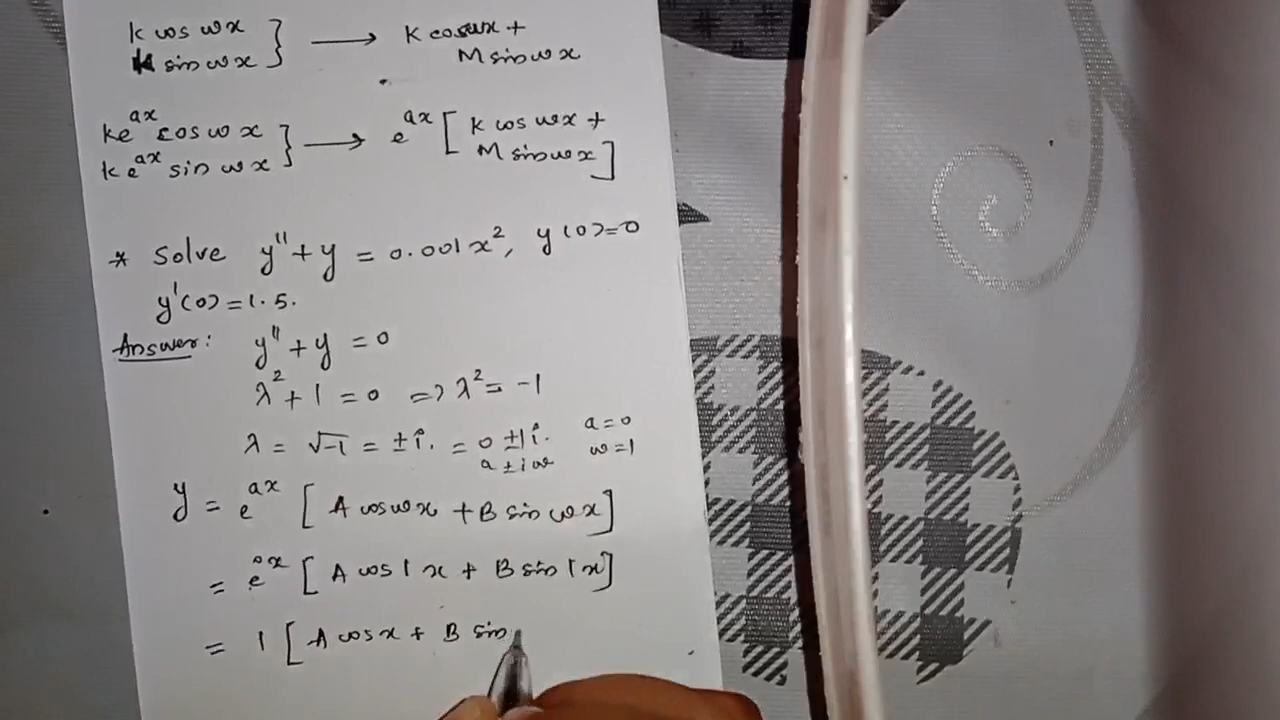 k cos ωx
k sin ωx } ⟶ K cos ωx +
M sin ωx
ke^ax cos ωx
ke^ax sin ωx } ⟶ e^ax [ K cos ωx +
M sin ωx ]
* Solve y'' + y = 0.001x², y(0)=0
y'(0) = 1.5.
Answer: y'' + y = 0
λ² + 1 = 0 ⇒ λ² = -1
λ = √-1 = ±i. = 0 ±1i. a=0
a ± iω ω=1
y = e^ax [ A cos ωx + B sin ωx ]
= e^0x [ A cos 1x + B sin 1x ]
= 1 [ A cos x + B sin